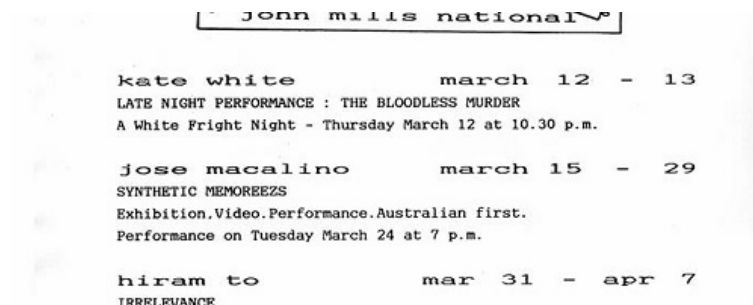 john mills national
kate white march 12 - 13
LATE NIGHT PERFORMANCE : THE BLOODLESS MURDER
A White Fright Night - Thursday March 12 at 10.30 p.m.
jose macalino march 15 - 29
SYNTHETIC MEMOREEZS
Exhibition,Video.Performance.Australian first.
Performance on Tuesday March 24 at 7 p.m.
hiram to mar 31 - apr 7
IRRELEVANCE